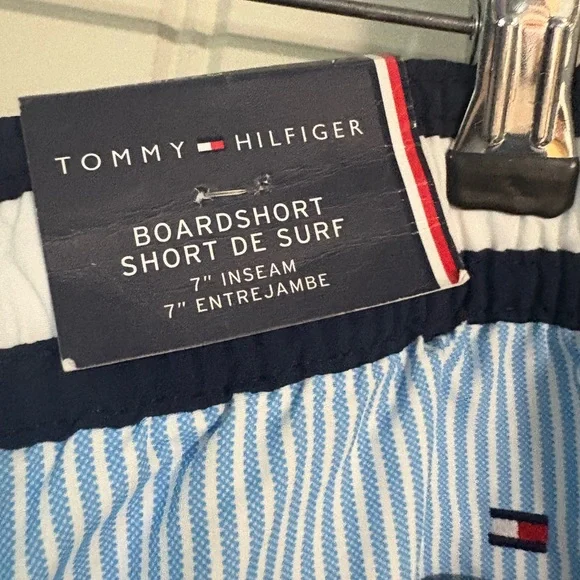 TOMMY HILFIGER
BOARDSHORT
SHORT DE SURF
7" INSEAM
7" ENTREJAMBE